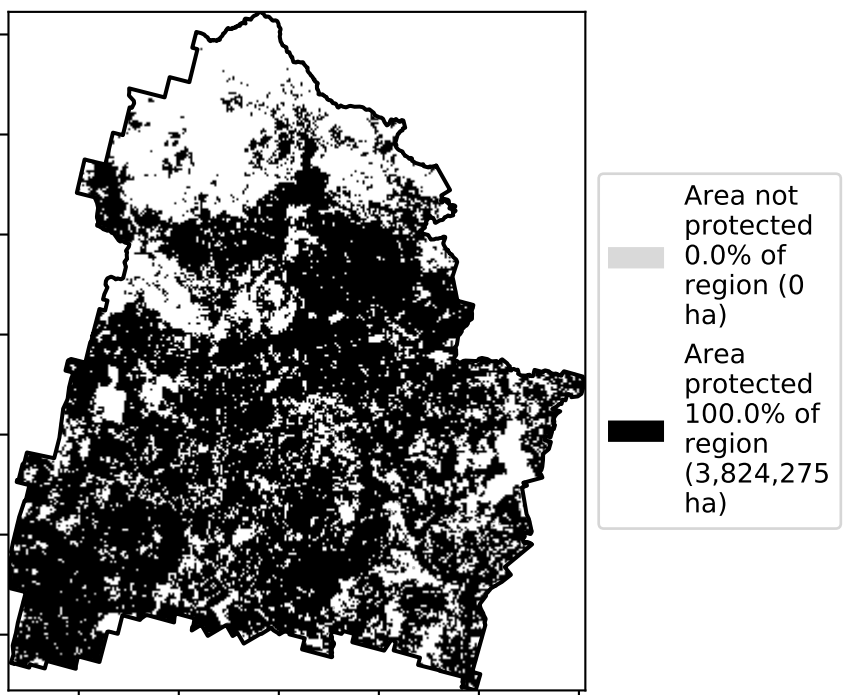 Area not
protected
0.0% of
region (0
ha)
Area
protected
100.0% of
region
(3,824,275
ha)